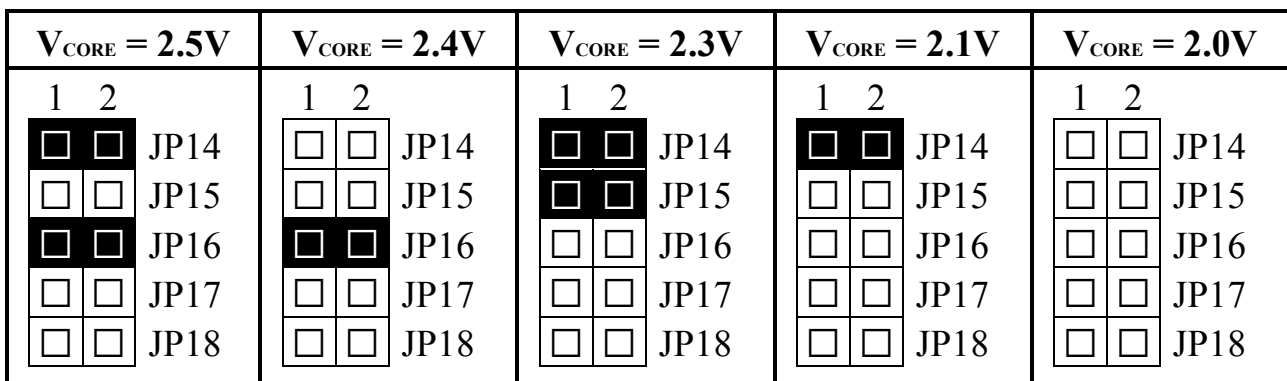 VCORE = 2.5V VCORE = 2.4V VCORE = 2.3V VCORE = 2.1V VCORE = 2.0V
1 2 1 2 1 2 1 2 1 2
JP14 JP14 JP14 JP14 JP14
JP15 JP15 JP15 JP15 JP15
JP16 JP16 JP16 JP16 JP16
JP17 JP17 JP17 JP17 JP17
JP18 JP18 JP18 JP18 JP18